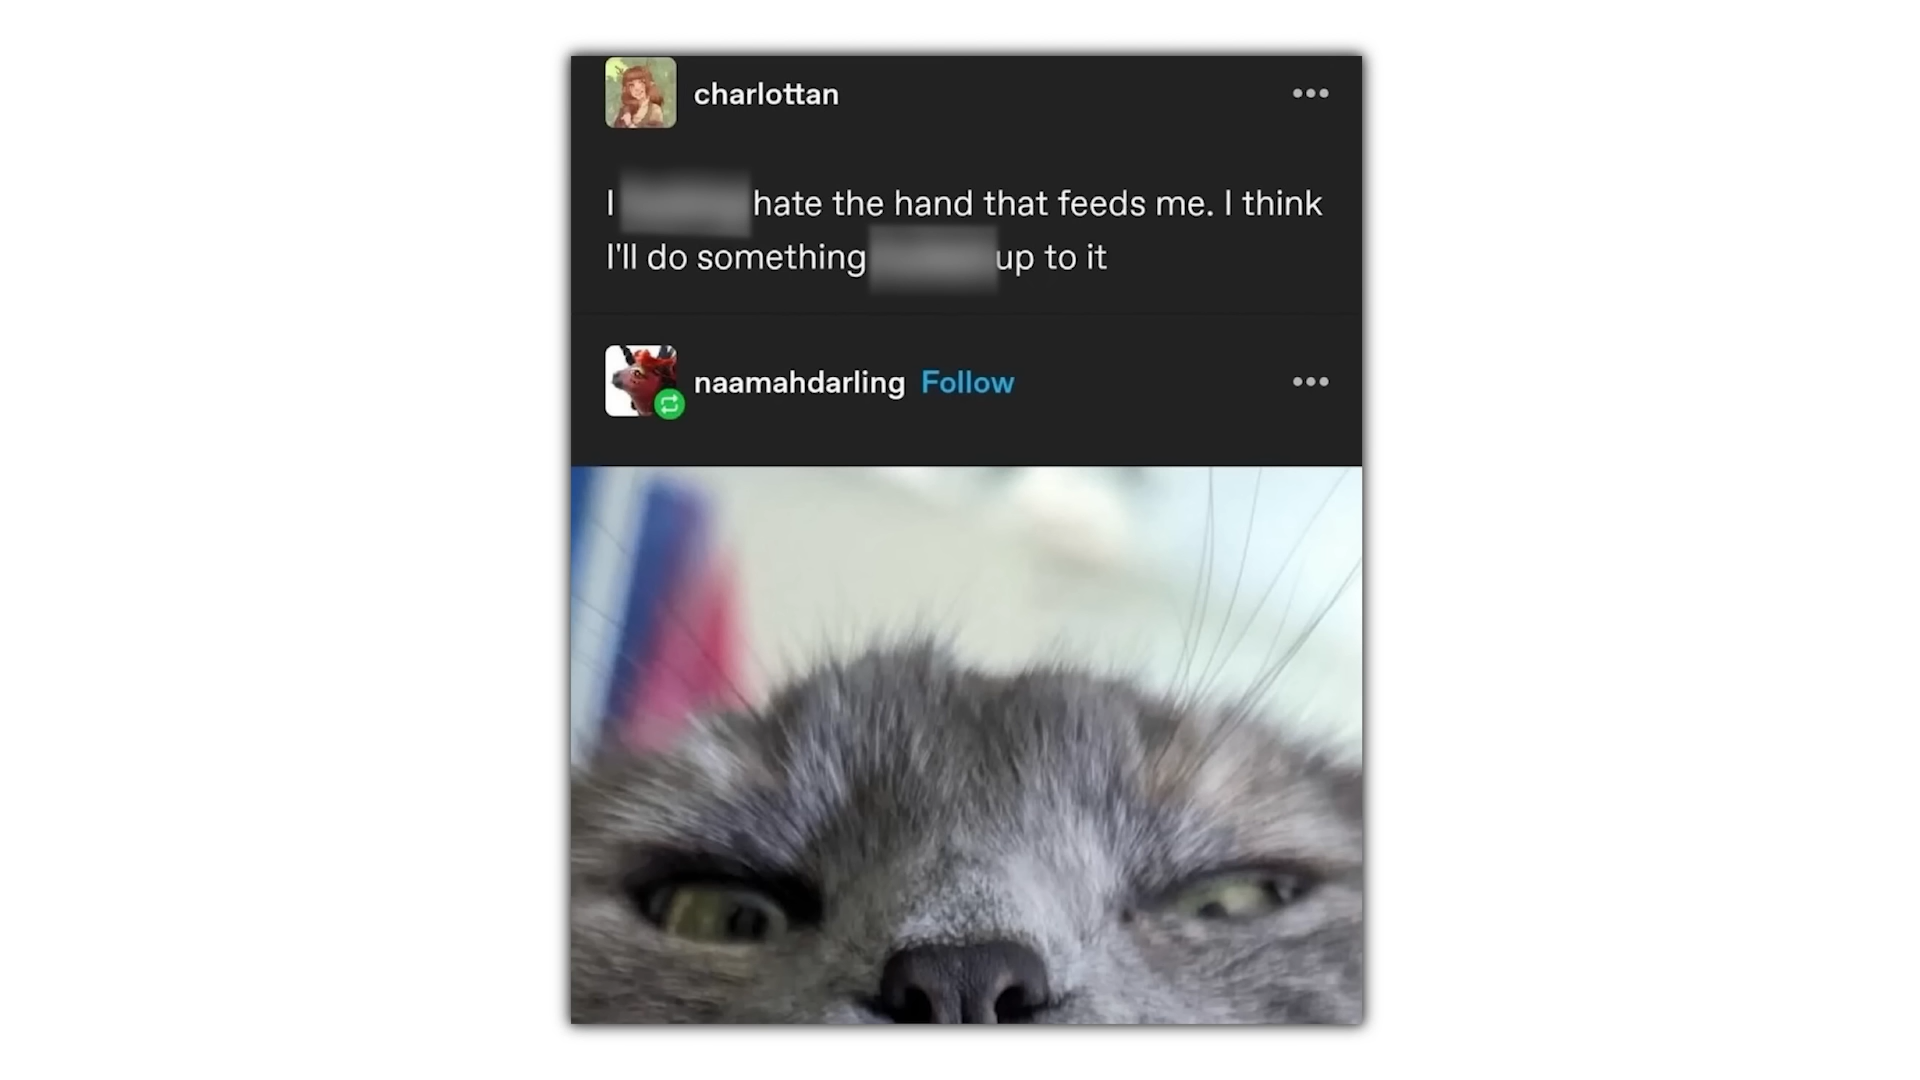 charlottan
I hate the hand that feeds me. I think
I'll do something up to it
naamahdarling Follow